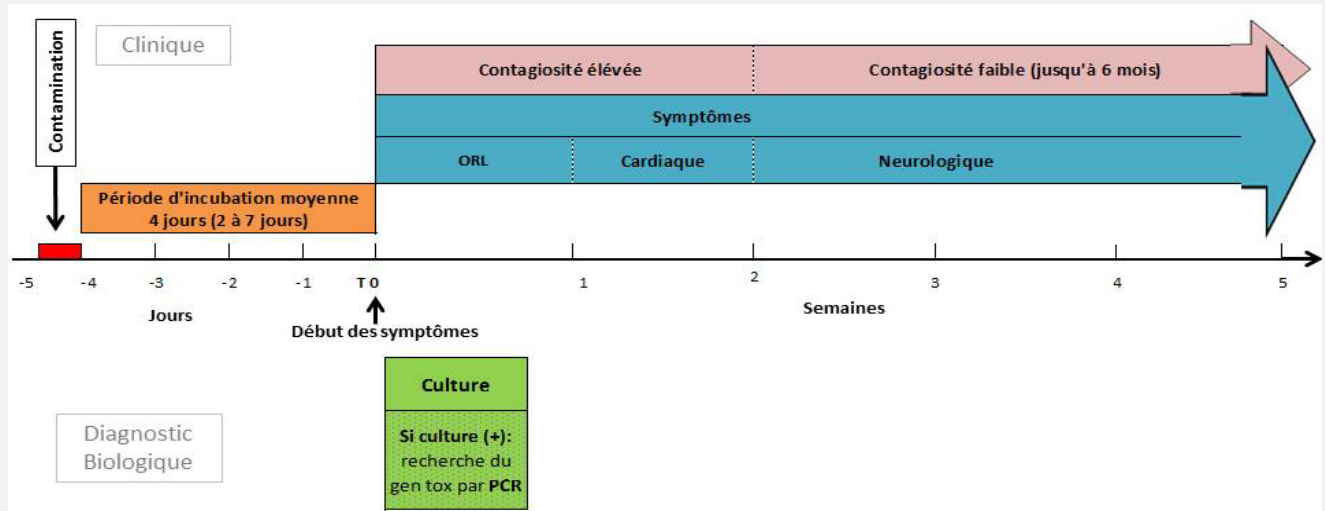 Contamination
Clinique
Contagiosité élévée
Contagiosité faible (jusqu'à 6 mois)
Symptômes
ORL
Cardiaque
Neurologique
Période d'incubation moyenne
4 jours (2 à 7 jours)
-5
-4
-3
-2
-1
T 0
1
2
3
4
5
Jours
Semaines
Début des symptômes
Culture
Si culture (+):
recherche du
gen tox par PCR
Diagnostic
Biologique